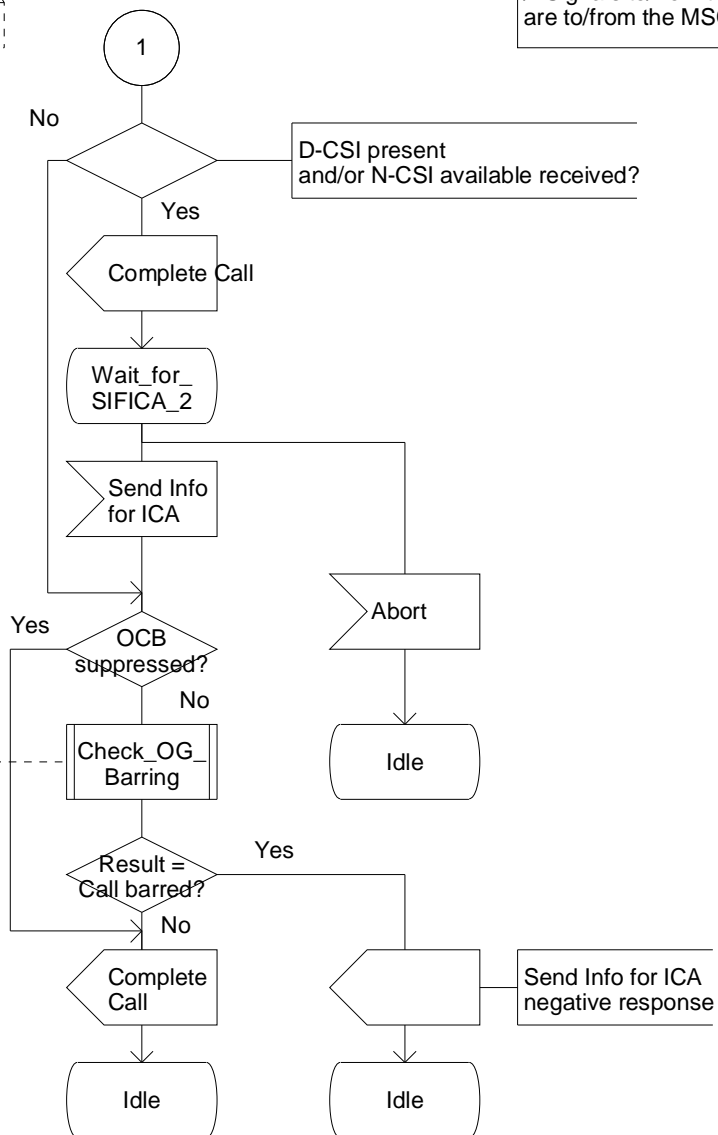 are to/from the MSC
1
No
D-CSI present
and/or N-CSI available received?
Yes
Complete Call
Wait_for_
SIFICA_2
Send Info
for ICA
Abort
Yes
OCB
suppressed?
No
Idle
Check_OG_
Barring
Yes
Result =
Call barred?
No
Complete
Call
Send Info for ICA
negative response
Idle
Idle